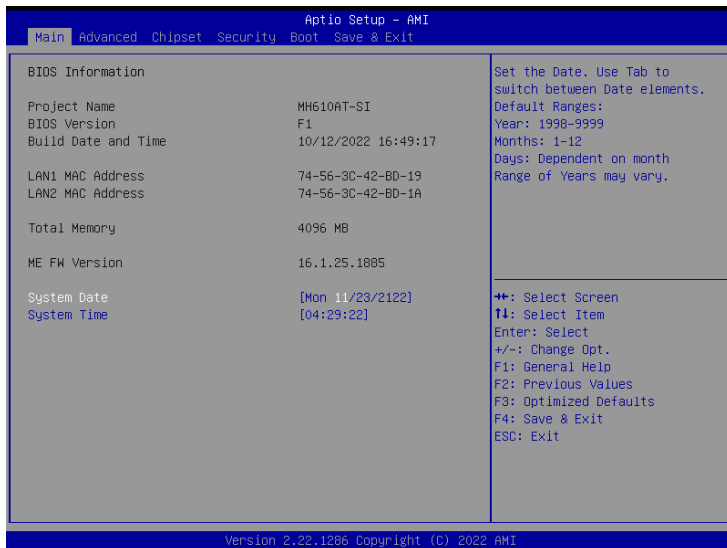 Aptio Setup – AMI
Main Advanced Chipset Security Boot Save & Exit
BIOS Information
Project Name MH610AT-SI
BIOS Version F1
Build Date and Time 10/12/2022 16:49:17
LAN1 MAC Address 74-56-3C-42-BD-19
LAN2 MAC Address 74-56-3C-42-BD-1A
Total Memory 4096 MB
ME FW Version 16.1.25.1885
System Date [Mon 11/23/2122]
System Time [04:29:22]
Set the Date. Use Tab to
switch between Date elements.
Default Ranges:
Year: 1998-9999
Months: 1-12
Days: Dependent on month
Range of Years may vary.
→←: Select Screen
↑↓: Select Item
Enter: Select
+/-: Change Opt.
F1: General Help
F2: Previous Values
F3: Optimized Defaults
F4: Save & Exit
ESC: Exit
Version 2.22.1286 Copyright (C) 2022 AMI